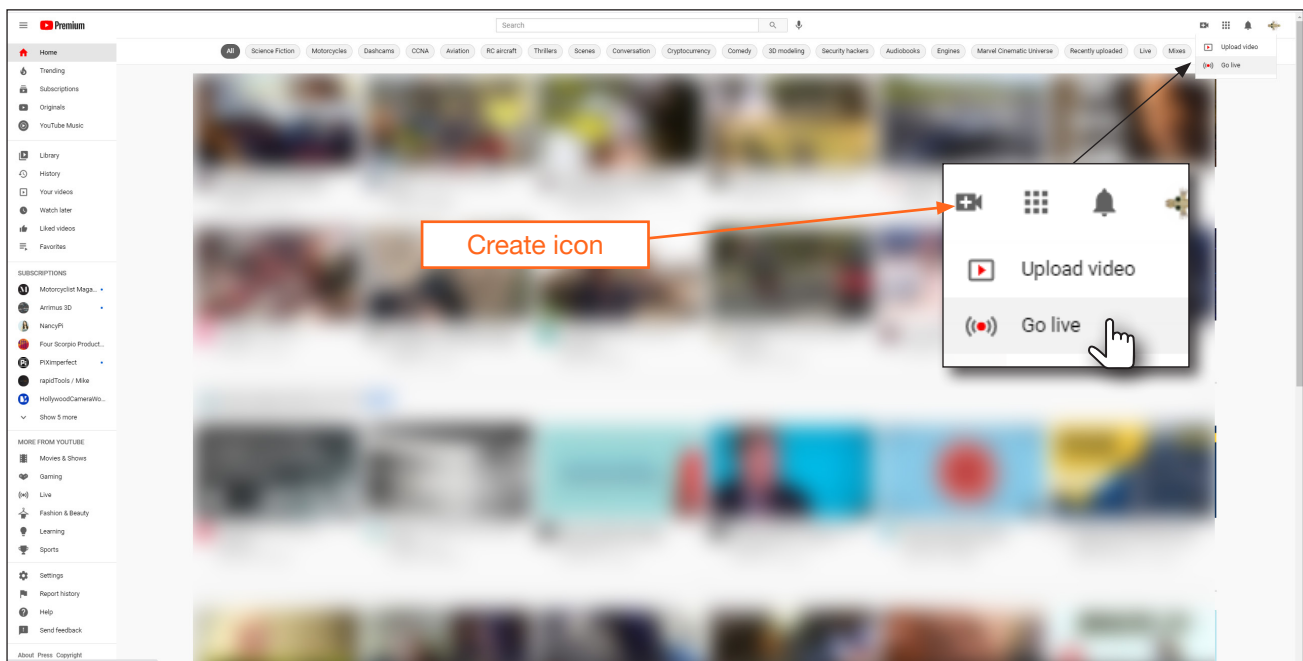 Premium
Search
Home
Trending
Subscriptions
Originals
YouTube Music
Library
History
Your videos
Watch later
Liked videos
Favorites
SUBSCRIPTIONS
Motorcyclist Maga...
Arrimus 3D
NancyPi
Four Scorpio Product...
PiXimperfect
rapidTools / Mike
HollywoodCameraWo...
Show 5 more
MORE FROM YOUTUBE
Movies & Shows
Gaming
Live
Fashion & Beauty
Learning
Sports
Settings
Report history
Help
Send feedback
About Press Copyright
All Science Fiction Motorcycles Dashcams CCNA Aviation RC aircraft Thrillers Scenes Conversation Cryptocurrency Comedy 3D modeling Security hackers Audiobooks Engines Marvel Cinematic Universe Recently uploaded Live Mixes
Upload video
Go live
Create icon
Upload video
Go live